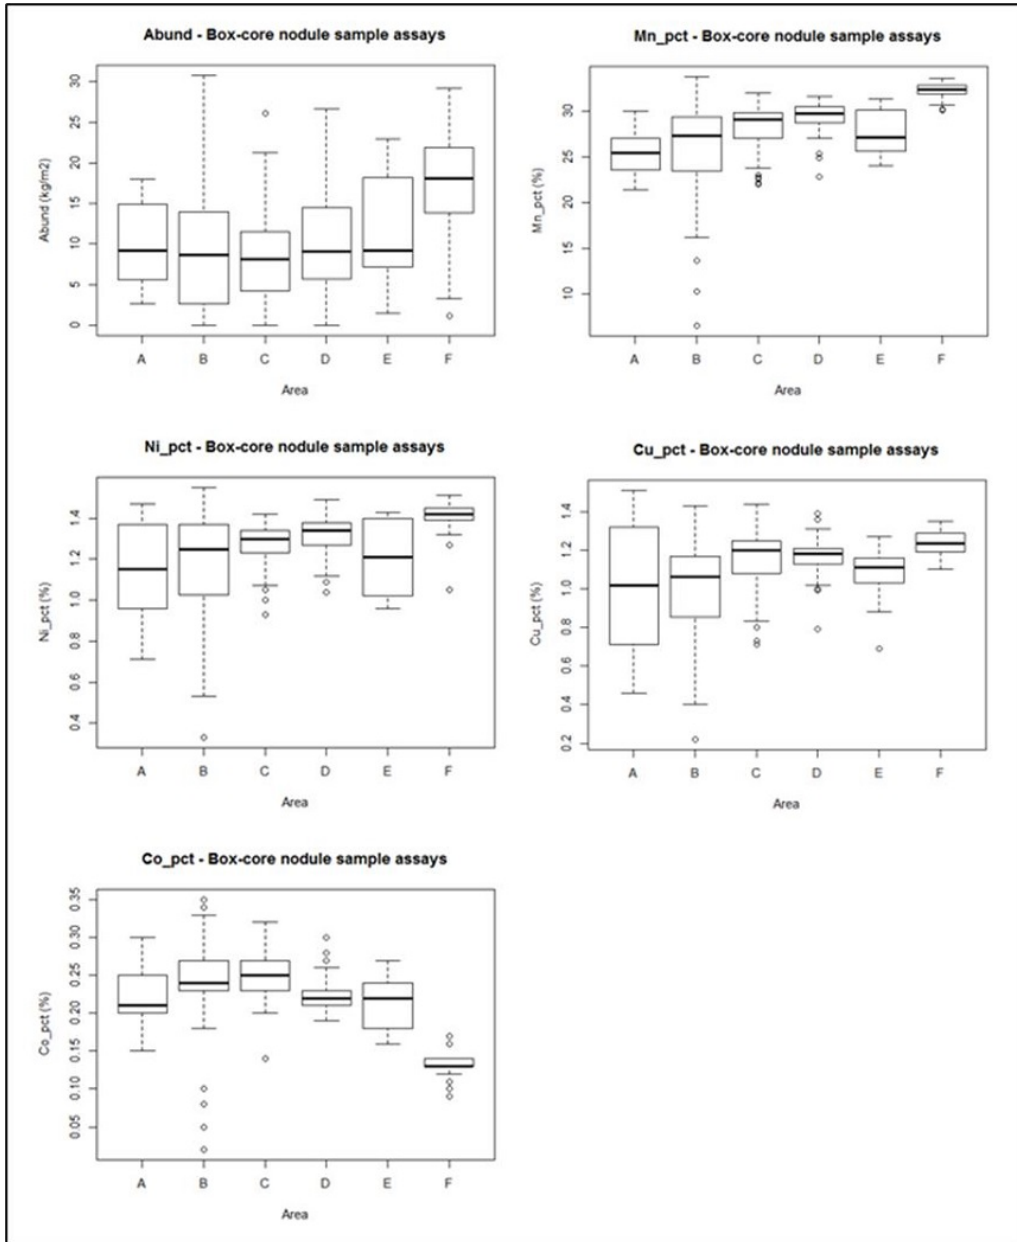 Abund - Box-core nodule sample assays
Abund (kg/m2)
30
25
20
15
10
5
0
A B C D E F
Area
Mn_pct - Box-core nodule sample assays
Mn_pct (%)
30
25
20
15
10
A B C D E F
Area
Ni_pct - Box-core nodule sample assays
Ni_pct (%)
1.4
1.2
1.0
0.8
0.6
0.4
A B C D E F
Area
Cu_pct - Box-core nodule sample assays
Cu_pct (%)
1.4
1.2
1.0
0.8
0.6
0.4
0.2
A B C D E F
Area
Co_pct - Box-core nodule sample assays
Co_pct (%)
0.35
0.30
0.25
0.20
0.15
0.10
0.05
A B C D E F
Area